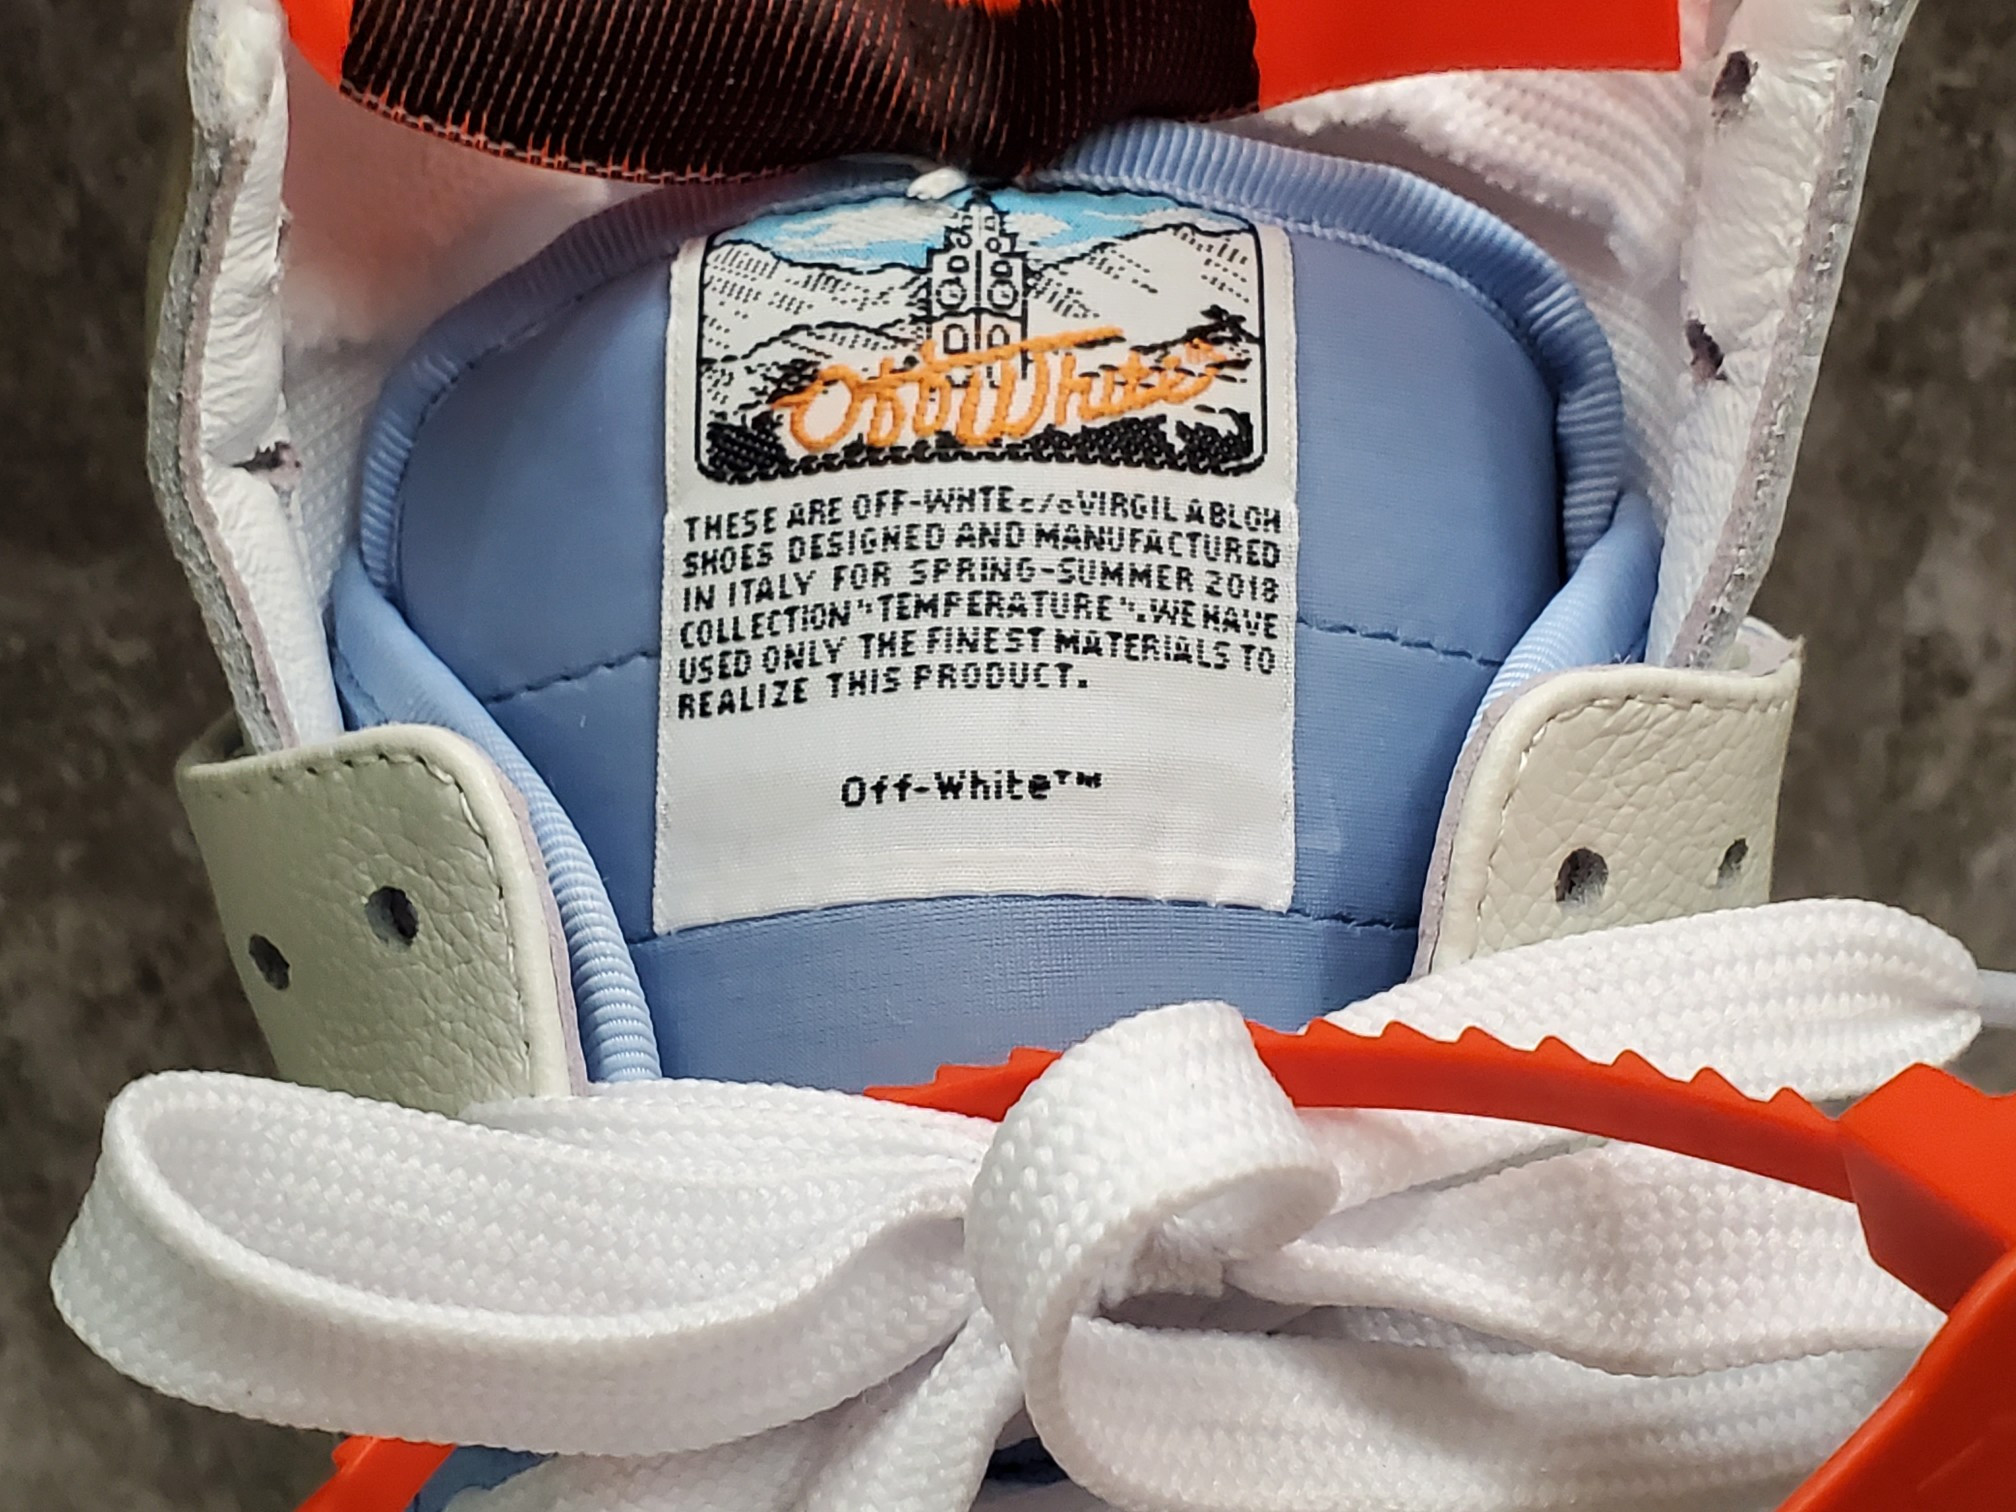 Off White™
THESE ARE OFF-WHTE c/o VIRGIL ABLOH
SHOES DESIGNED AND MANUFACTURED
IN ITALY FOR SPRING-SUMMER 2018
COLLECTION "TEMPERATURE". WE HAVE
USED ONLY THE FINEST MATERIALS TO
REALIZE THIS PRODUCT.
Off-White™